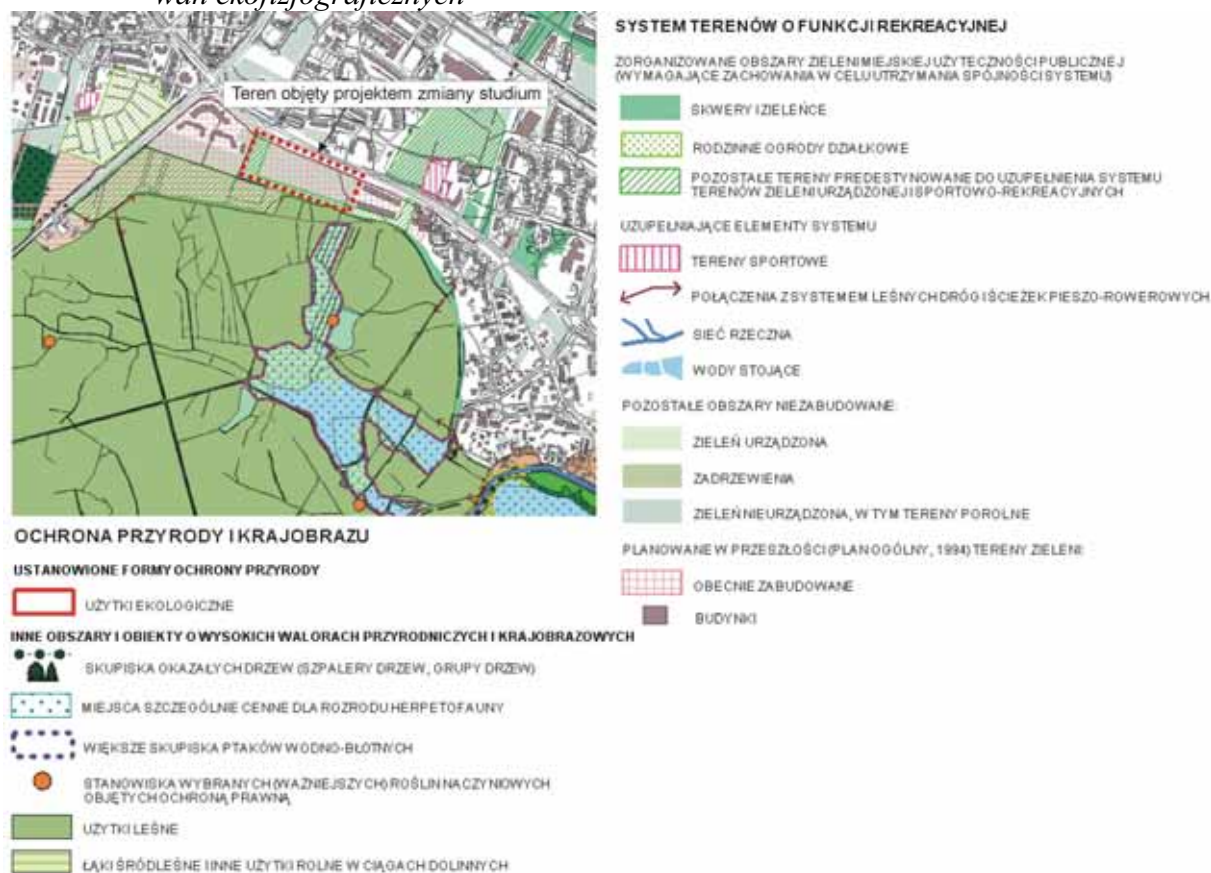 wań ekofizjograficznych
Teren objęty projektem zmiany studium
OCHRONA PRZYRODY I KRAJOBRAZU
USTANOWIONE FORMY OCHRONY PRZYRODY
UŻYTKI EKOLOGICZNE
INNE OBSZARY I OBIEKTY O WYSOKICH WALORACH PRZYRODNICZYCH I KRAJOBRAZOWYCH
SKUPISKA OKAZAŁYCH DRZEW (SZPALERY DRZEW, GRUPY DRZEW)
MIEJSCA SZCZEGÓLNIE CENNE DLA ROZRODU HERPETOFAUNY
WIĘKSZE SKUPISKA PTAKÓW WODNO-BŁOTNYCH
STANOWISKA WYBRANYCH (WAŻNIEJSZYCH) ROŚLIN NACZYNIOWYCH
OBJĘTYCH OCHRONĄ PRAWNĄ
UŻYTKI LEŚNE
ŁĄKI ŚRÓDLEŚNE I INNE UŻYTKI ROLNE W CIĄGACH DOLINNYCH
SYSTEM TERENÓW O FUNKCJI REKREACYJNEJ
ZORGANIZOWANE OBSZARY ZIELENI MIEJSKIEJ UŻYTECZNOŚCI PUBLICZNEJ
(WYMAGAJĄCE ZACHOWANIA W CELU UTRZYMANIA SPÓJNOŚCI SYSTEMU)
SKWERY I ZIELEŃCE
RODZINNE OGRODY DZIAŁKOWE
POZOSTAŁE TERENY PREDESTYNOWANE DO UZUPEŁNIENIA SYSTEMU
TERENÓW ZIELENI URZĄDZONEJ I SPORTOWO-REKREACYJNYCH
UZUPEŁNIAJĄCE ELEMENTY SYSTEMU
TERENY SPORTOWE
POŁĄCZENIA Z SYSTEMEM LEŚNYCH DRÓG I ŚCIEŻEK PIESZO-ROWEROWYCH
SIEĆ RZECZNA
WODY STOJĄCE
POZOSTAŁE OBSZARY NIEZABUDOWANE:
ZIELEŃ URZĄDZONA
ZADRZEWIENIA
ZIELEŃ NIEURZĄDZONA, W TYM TERENY POROLNE
PLANOWANE W PRZESZŁOŚCI (PLAN OGÓLNY, 1994) TERENY ZIELENI:
OBECNIE ZABUDOWANE
BUDYNKI